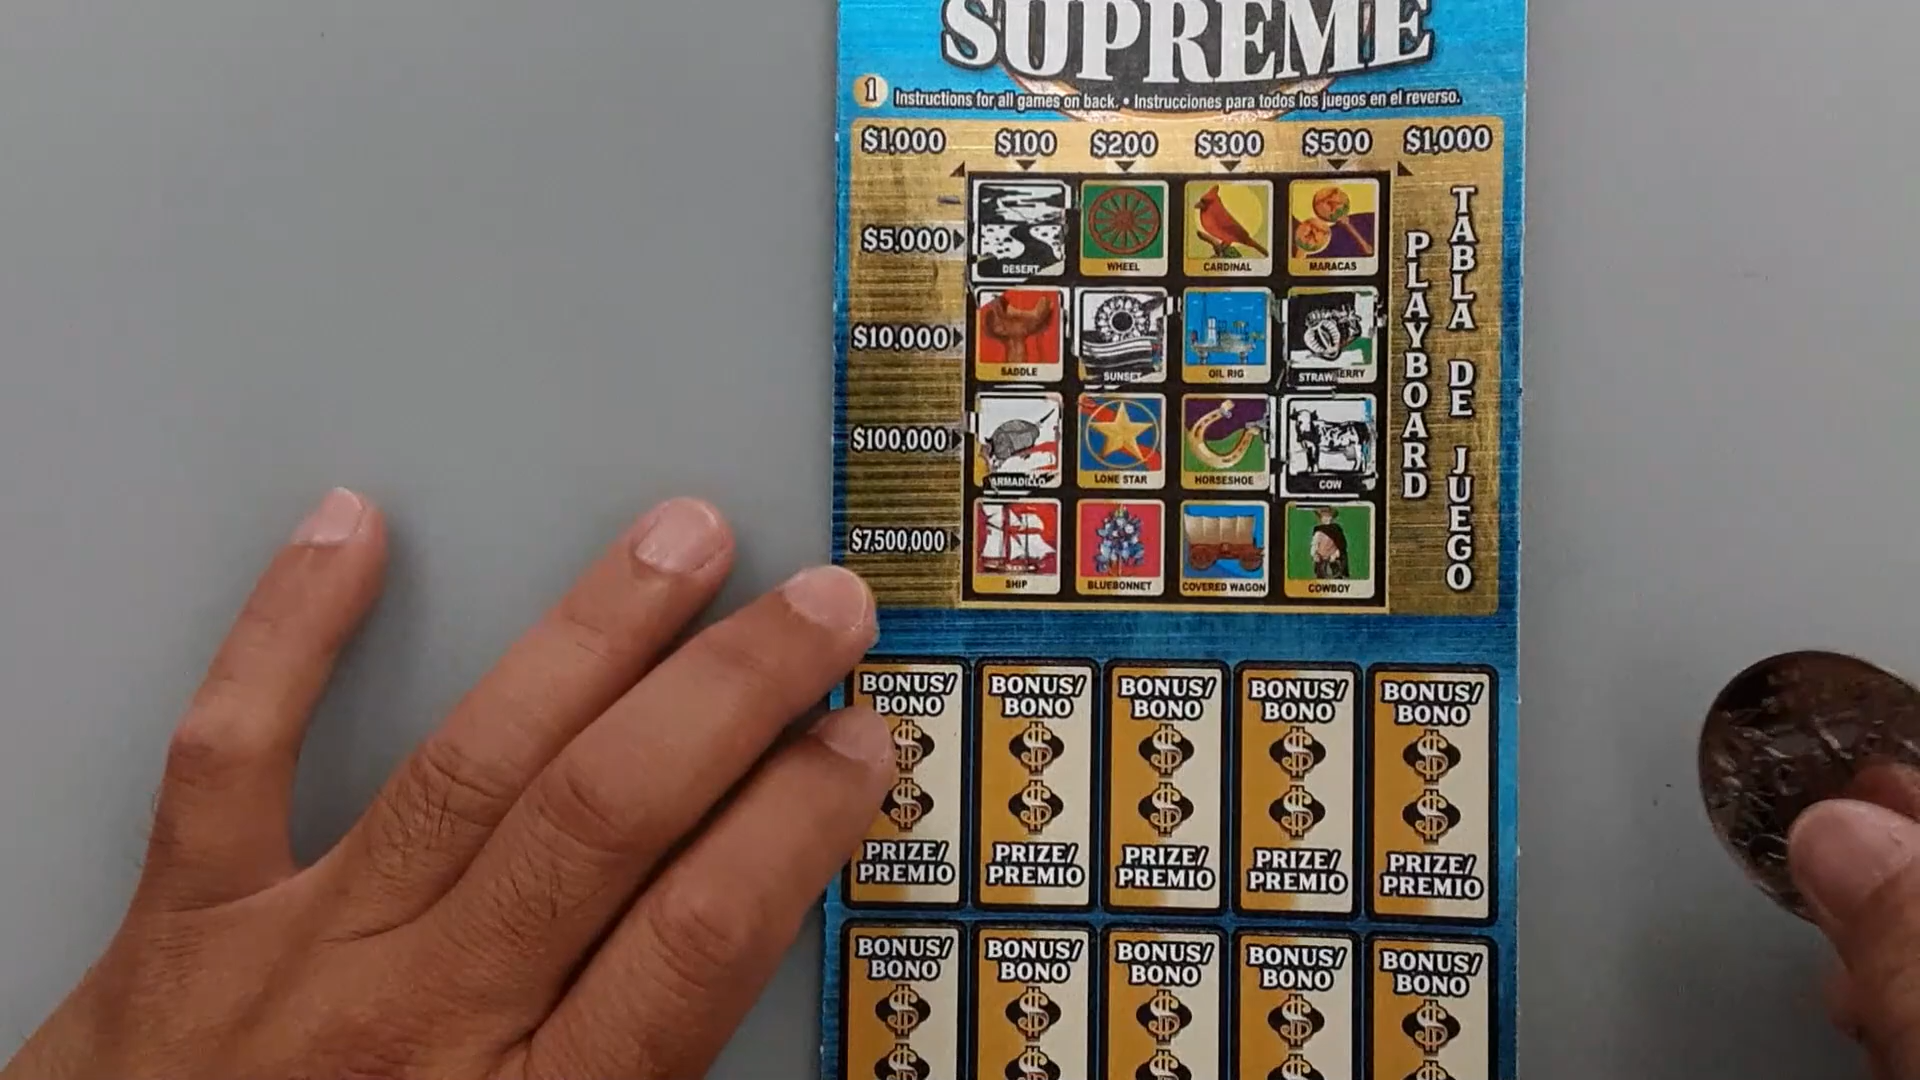 SUPREME
1 Instructions for all games on back. • Instrucciones para todos los juegos en el reverso.
$1,000 $100 $200 $300 $500 $1,000
$5,000
DESERT WHEEL CARDINAL MARACAS
$10,000
SADDLE SUNSET OIL RIG STRAWBERRY
$100,000
ARMADILLO LONE STAR HORSESHOE COW
$7,500,000
SHIP BLUEBONNET COVERED WAGON COWBOY
PLAYBOARD
TABLA DE JUEGO
BONUS/ BONUS/ BONUS/ BONUS/ BONUS/
BONO BONO BONO BONO BONO
$ $ $ $ $
$ $ $ $ $
PRIZE/ PRIZE/ PRIZE/ PRIZE/ PRIZE/
PREMIO PREMIO PREMIO PREMIO PREMIO
BONUS/ BONUS/ BONUS/ BONUS/ BONUS/
BONO BONO BONO BONO BONO
$ $ $ $ $
$ $ $ $ $